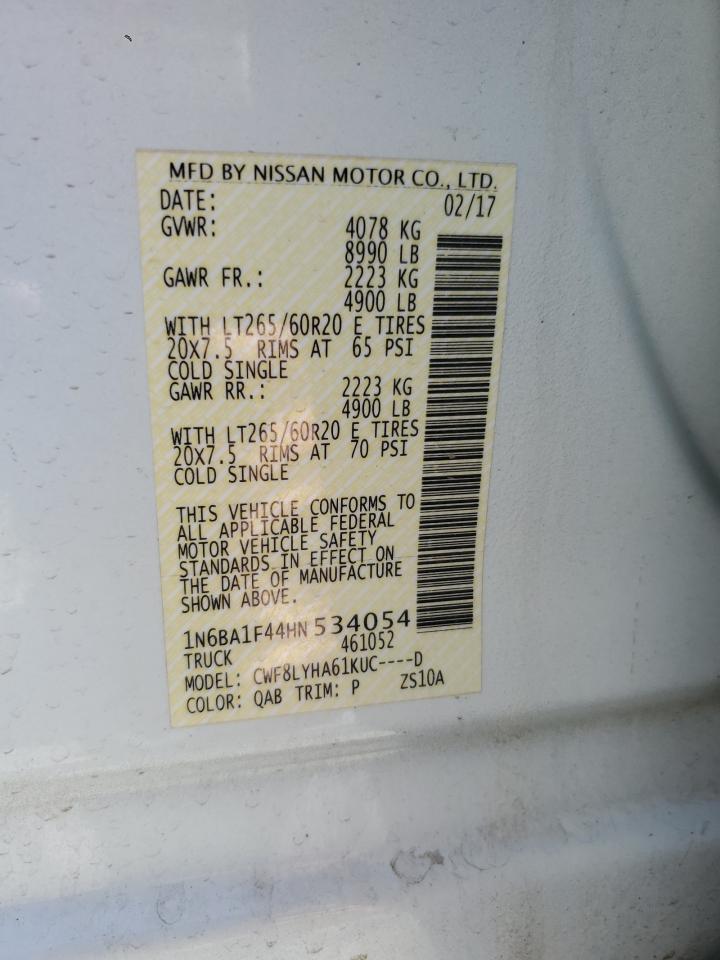 MFD BY NISSAN MOTOR CO., LTD.
DATE: 02/17
GVWR: 4078 KG
8990 LB
GAWR FR.: 2223 KG
4900 LB
WITH LT265/60R20 E TIRES
20X7.5 RIMS AT 65 PSI
COLD SINGLE
GAWR RR.: 2223 KG
4900 LB
WITH LT265/60R20 E TIRES
20X7.5 RIMS AT 70 PSI
COLD SINGLE
THIS VEHICLE CONFORMS TO
ALL APPLICABLE FEDERAL
MOTOR VEHICLE SAFETY
STANDARDS IN EFFECT ON
THE DATE OF MANUFACTURE
SHOWN ABOVE.
1N6BA1F44HN534054
TRUCK 461052
MODEL: CWF8LYHA61KUC----D
COLOR: QAB TRIM: P ZS10A